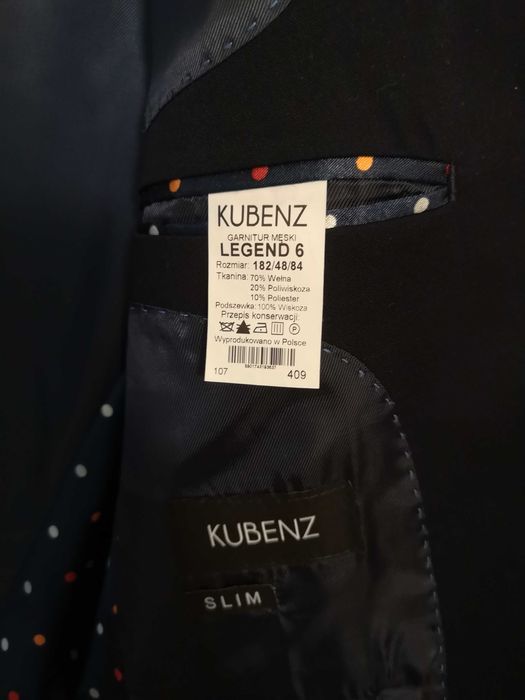 KUBENZ
GARNITUR MĘSKI
LEGEND 6
Rozmiar: 182/48/84
Tkanina: 70% Wełna
20% Poliwiskoza
10% Poliester
Podszewka: 100% Wiskoza
Przepis konserwacji:
P
Wyprodukowano w Polsce
5901743193637
107 409
KUBENZ
SLIM